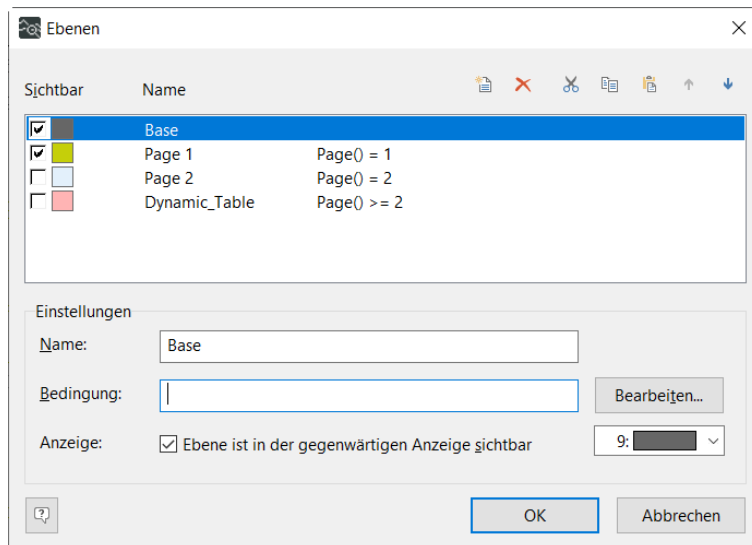 Ebenen
Sichtbar Name
Base
Page 1 Page() = 1
Page 2 Page() = 2
Dynamic_Table Page() >= 2
Einstellungen
Name: Base
Bedingung: Bearbeiten...
Anzeige: Ebene ist in der gegenwärtigen Anzeige sichtbar 9:
OK Abbrechen